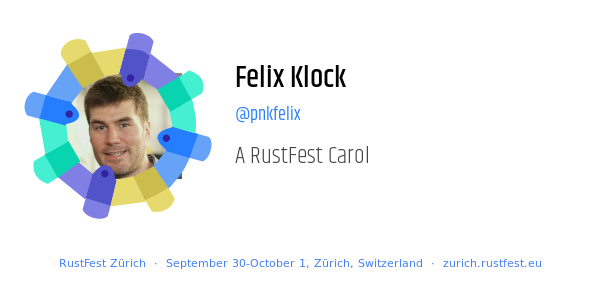 Felix Klock
@pnkfelix
A RustFest Carol
RustFest Zürich · September 30-October 1, Zürich, Switzerland · zurich.rustfest.eu